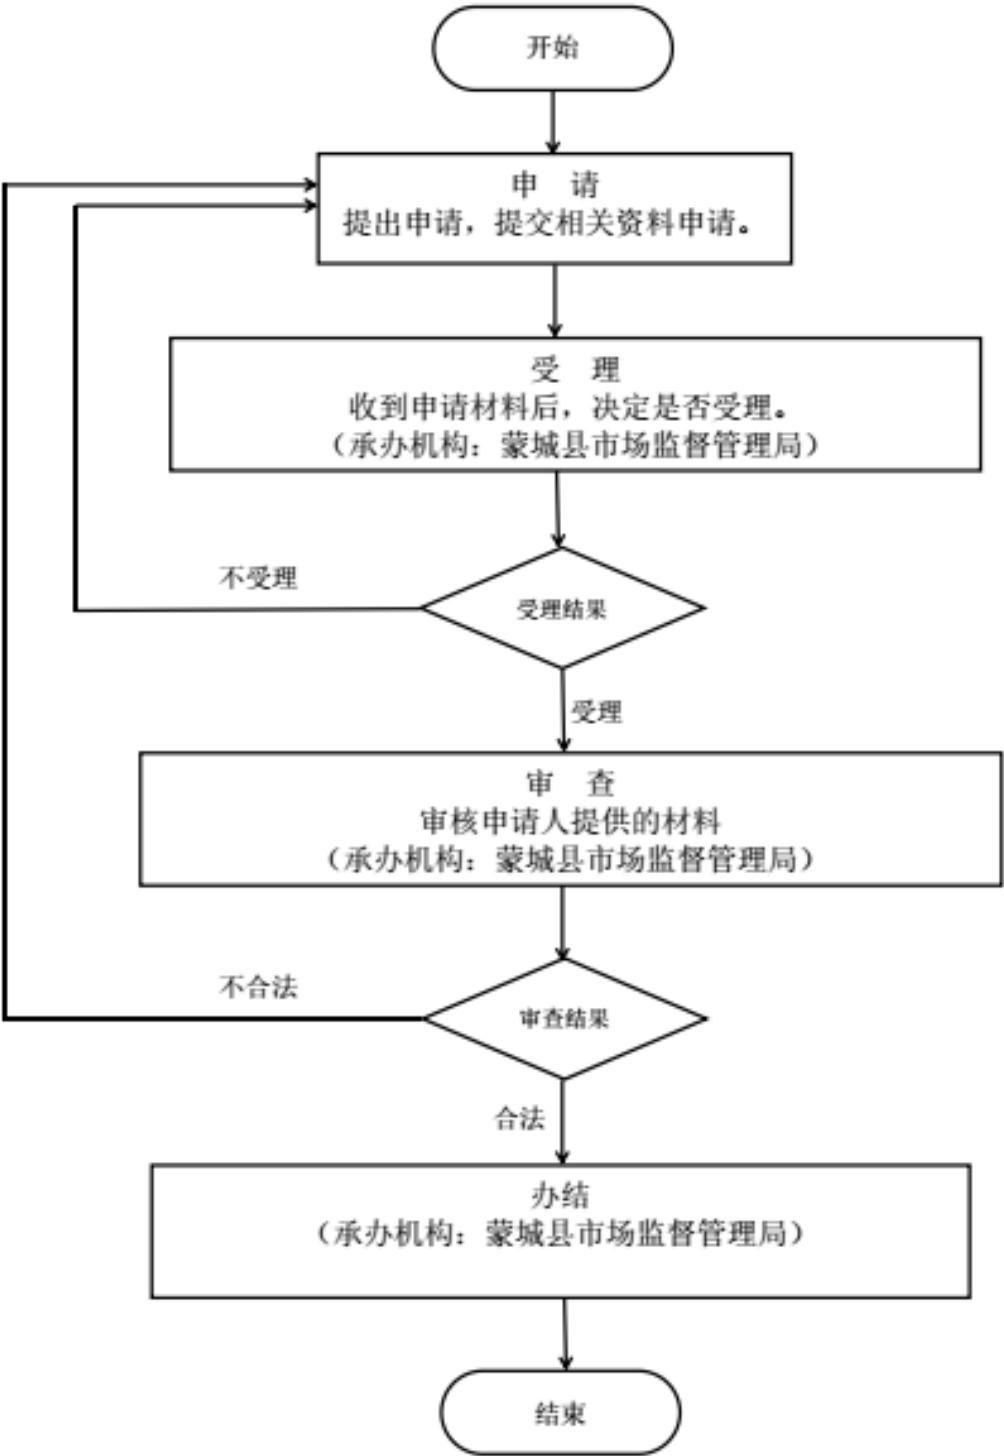 开始
申 请
提出申请，提交相关资料申请。
受 理
收到申请材料后，决定是否受理。
（承办机构：蒙城县市场监督管理局）
不受理
受理结果
受理
审 查
审核申请人提供的材料
（承办机构：蒙城县市场监督管理局）
不合法
审查结果
合法
办结
（承办机构：蒙城县市场监督管理局）
结束